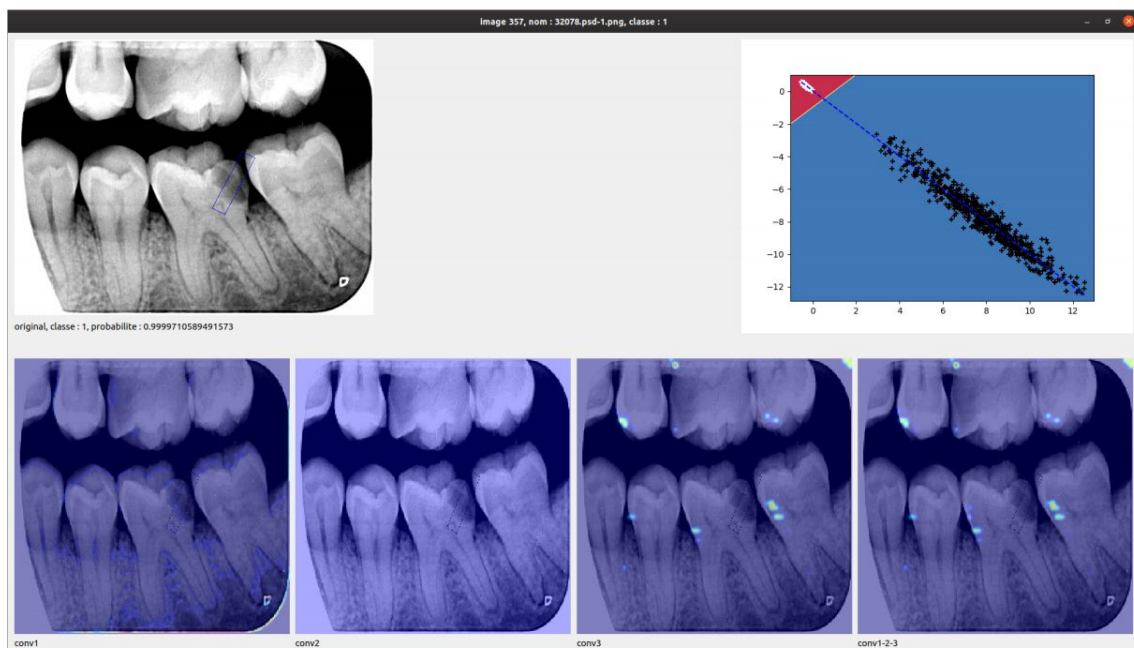 Image 357, nom : 32078.psd-1.png, classe : 1
0
−2
−4
−6
−8
−10
−12
0 2 4 6 8 10 12
original, classe : 1, probabilite : 0.9999710589491573
conv1
conv2
conv3
conv1-2-3